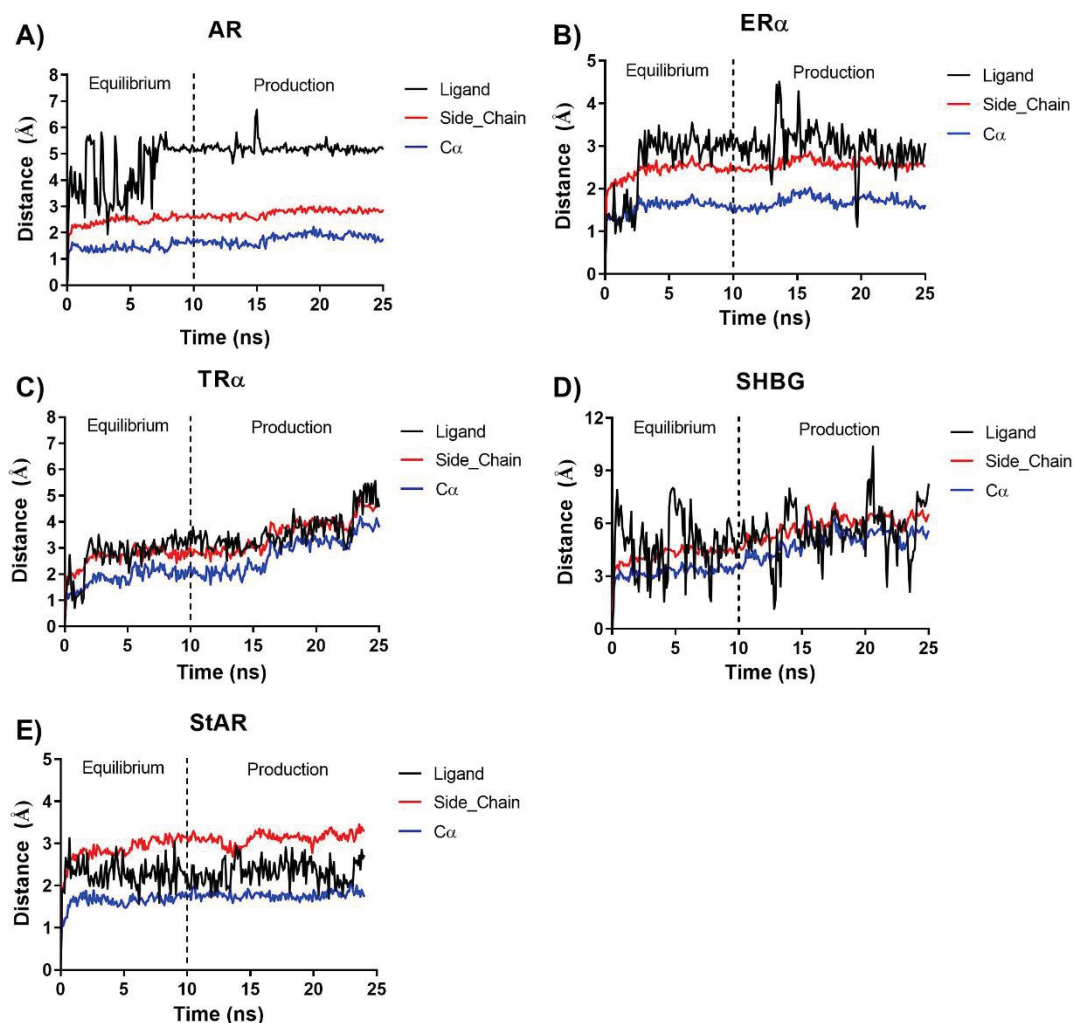 A)
AR
Equilibrium
Production
Ligand
Side_Chain
Cα
Distance (Å)
8
7
6
5
4
3
2
1
0
0 5 10 15 20 25
Time (ns)
B)
ERα
Equilibrium
Production
Ligand
Side_Chain
Cα
Distance (Å)
5
4
3
2
1
0
0 5 10 15 20 25
Time (ns)
C)
TRα
Equilibrium
Production
Ligand
Side_Chain
Cα
Distance (Å)
8
7
6
5
4
3
2
1
0
0 5 10 15 20 25
Time (ns)
D)
SHBG
Equilibrium
Production
Ligand
Side_Chain
Cα
Distance (Å)
12
9
6
3
0
0 5 10 15 20 25
Time (ns)
E)
StAR
Equilibrium
Production
Ligand
Side_Chain
Cα
Distance (Å)
5
4
3
2
1
0
0 5 10 15 20 25
Time (ns)